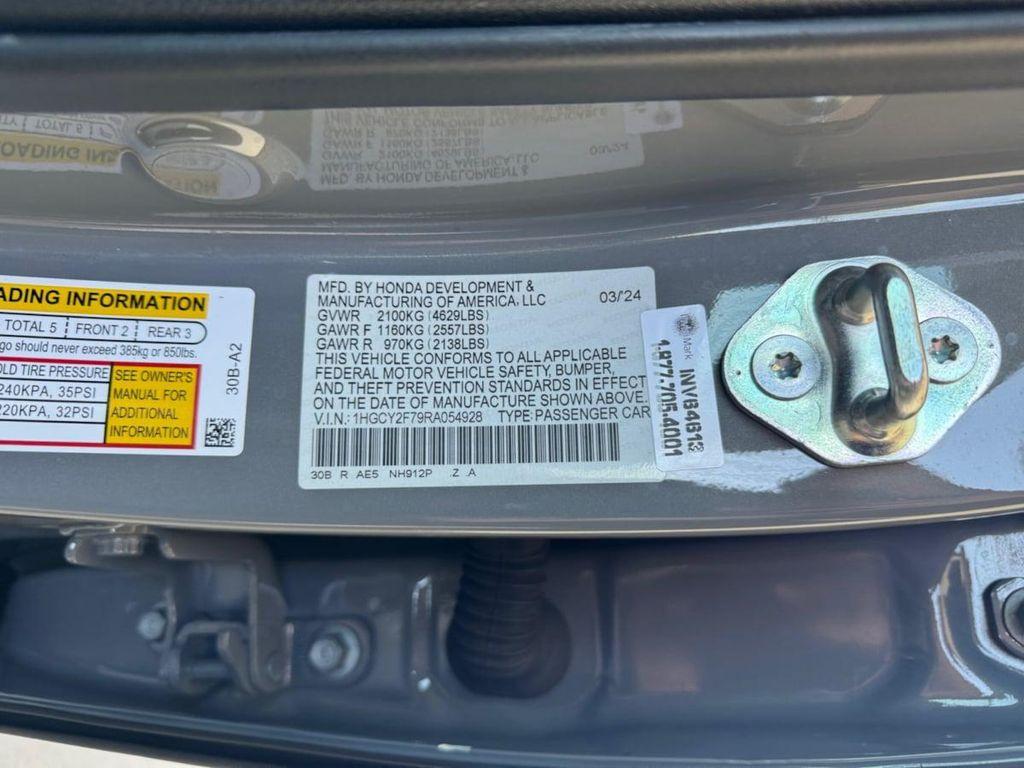 ADING INFORMATION
TOTAL 5 FRONT 2 REAR 3
go should never exceed 385kg or 850lbs.
OLD TIRE PRESSURE
240KPA, 35PSI
220KPA, 32PSI
SEE OWNER'S
MANUAL FOR
ADDITIONAL
INFORMATION
30B-A2
MFD. BY HONDA DEVELOPMENT &
MANUFACTURING OF AMERICA, LLC 03/'24
GVWR 2100KG (4629LBS)
GAWR F 1160KG (2557LBS)
GAWR R 970KG (2138LBS)
THIS VEHICLE CONFORMS TO ALL APPLICABLE
FEDERAL MOTOR VEHICLE SAFETY, BUMPER,
AND THEFT PREVENTION STANDARDS IN EFFECT
ON THE DATE OF MANUFACTURE SHOWN ABOVE.
V.I.N.: 1HGCY2F79RA054928 TYPE: PASSENGER CAR
30B R AE5 NH912P .Z .A
1-877-705-4001